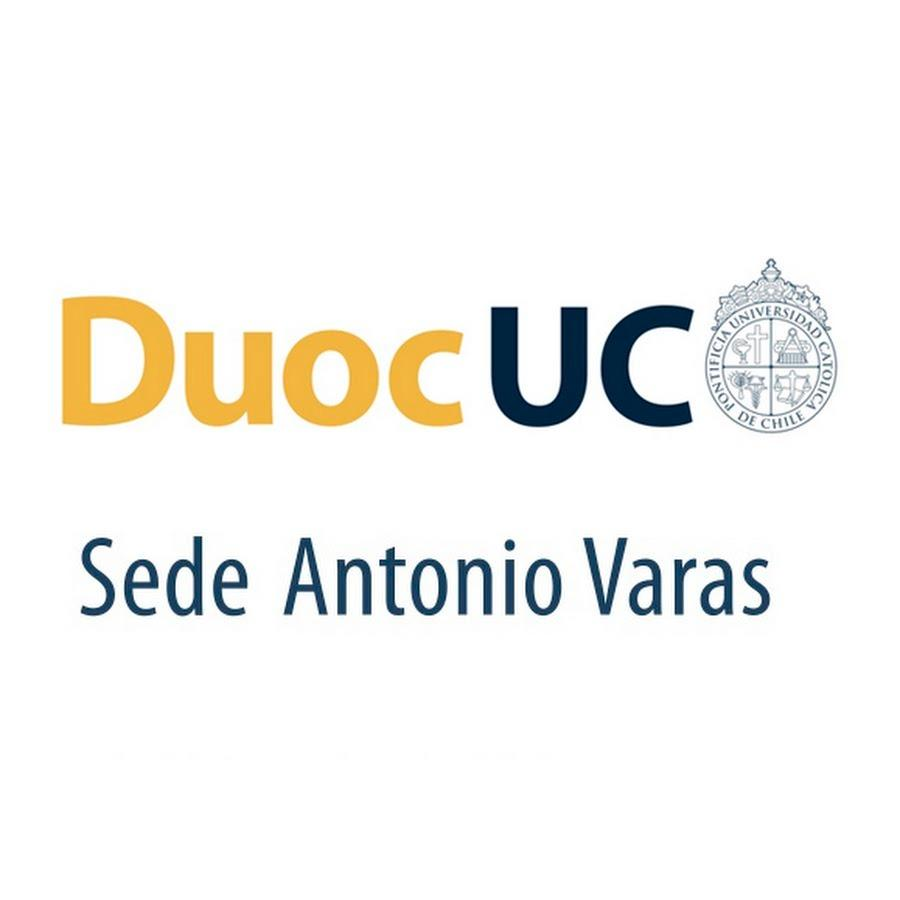 Duoc UC
PONTIFICIA UNIVERSIDAD CATOLICA DE CHILE
Sede Antonio Varas